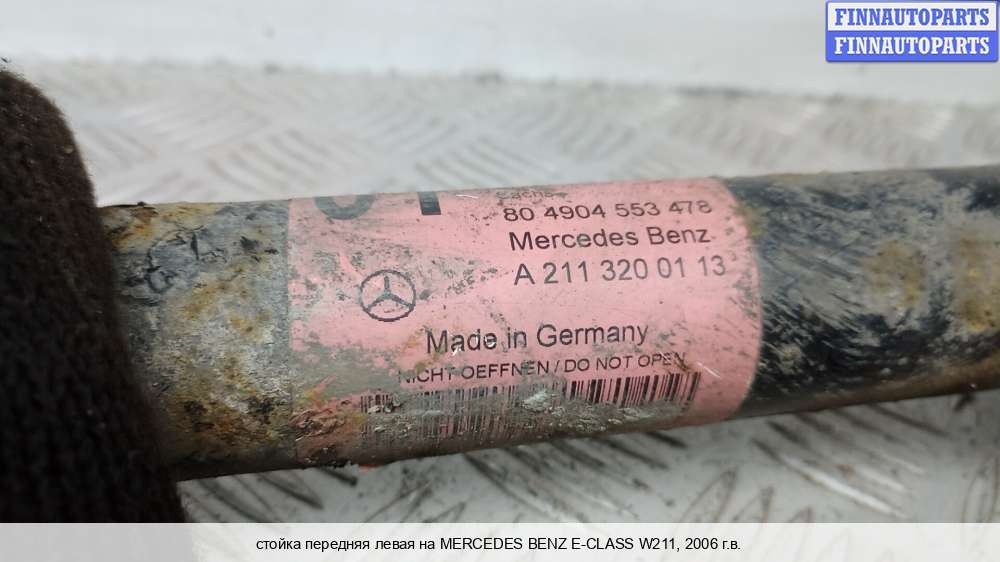 FINNAUTOPARTS
FINNAUTOPARTS
80 4904 553 478
Mercedes Benz
A 211 320 01 13
Made in Germany
NICHT OEFFNEN / DO NOT OPEN
стойка передняя левая на MERCEDES BENZ E-CLASS W211, 2006 г.в.